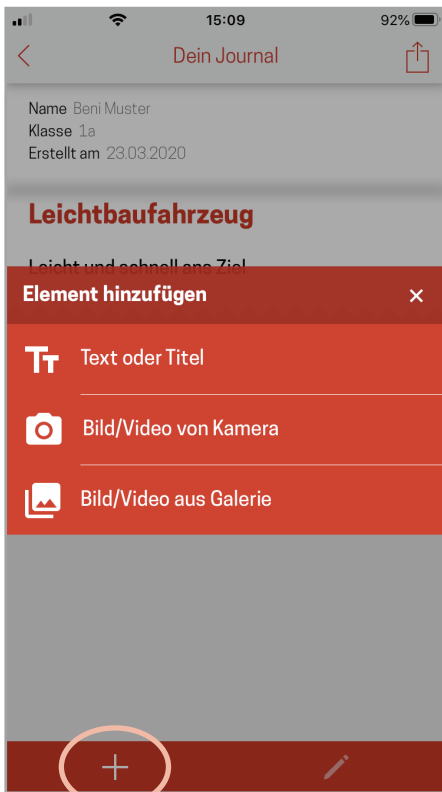 15:09
92%
Dein Journal
Name Beni Muster
Klasse 1a
Erstellt am 23.03.2020
Leichtbaufahrzeug
Leicht und schnell ans Ziel
Element hinzufügen
Text oder Titel
Bild/Video von Kamera
Bild/Video aus Galerie